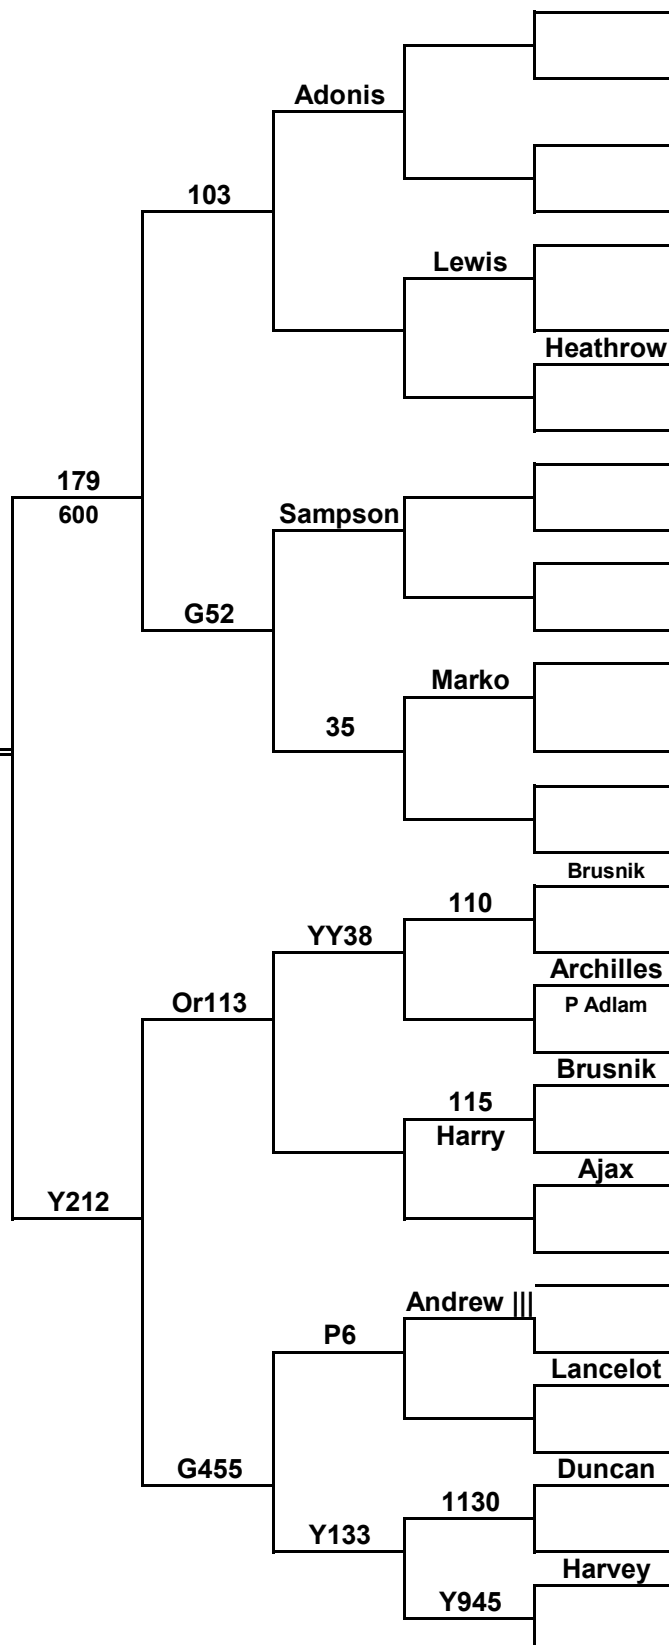 Adonis
103
Lewis
Heathrow
179
600
Sampson
G52
Marko
35
Brusnik
110
YY38
Archilles
Or113
P Adlam
Brusnik
115
Harry
Ajax
Y212
Andrew |||
P6
Lancelot
G455
Duncan
1130
Y133
Harvey
Y945